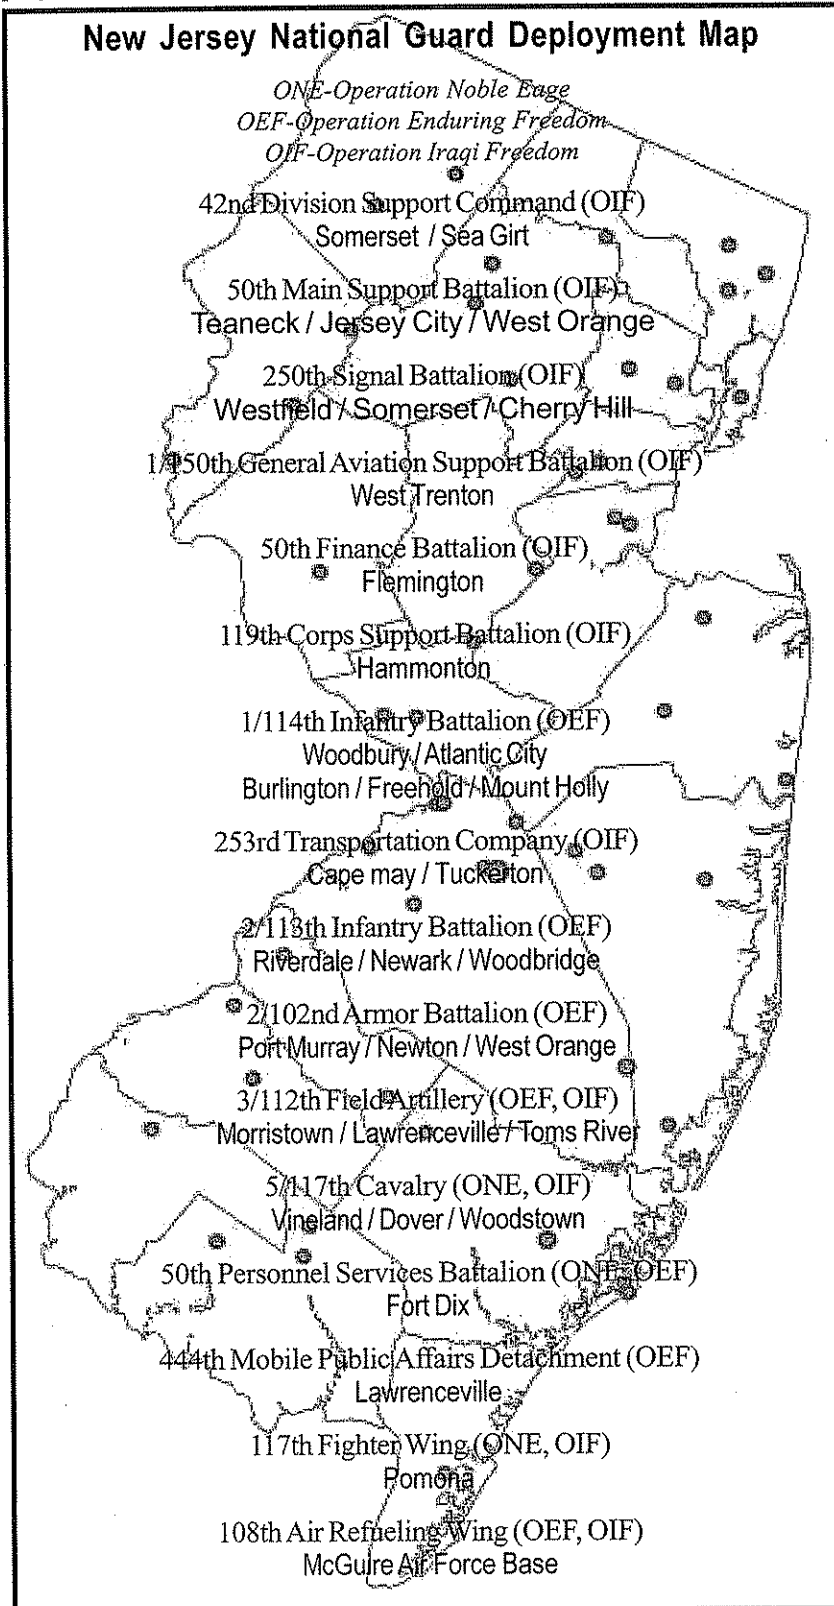 New Jersey National Guard Deployment Map
ONE-Operation Noble Eage
OEF-Operation Enduring Freedom
OIF-Operation Iraqi Freedom
42nd Division Support Command (OIF)
Somerset / Sea Girt
50th Main Support Battalion (OIF)
Teaneck / Jersey City / West Orange
250th Signal Battalion (OIF)
Westfield / Somerset / Cherry Hill
1/150th General Aviation Support Battalion (OIF)
West Trenton
50th Finance Battalion (OIF)
Flemington
119th Corps Support Battalion (OIF)
Hammonton
1/114th Infantry Battalion (OEF)
Woodbury / Atlantic City
Burlington / Freehold / Mount Holly
253rd Transportation Company (OIF)
Cape may / Tuckerton
2/113th Infantry Battalion (OEF)
Riverdale / Newark / Woodbridge
2/102nd Armor Battalion (OEF)
Port Murray / Newton / West Orange
3/112th Field Artillery (OEF, OIF)
Morristown / Lawrenceville / Toms River
5/117th Cavalry (ONE, OIF)
Vineland / Dover / Woodstown
50th Personnel Services Battalion (ONE, OEF)
Fort Dix
444th Mobile Public Affairs Detachment (OEF)
Lawrenceville
117th Fighter Wing (ONE, OIF)
Pomona
108th Air Refueling Wing (OEF, OIF)
McGuire Air Force Base